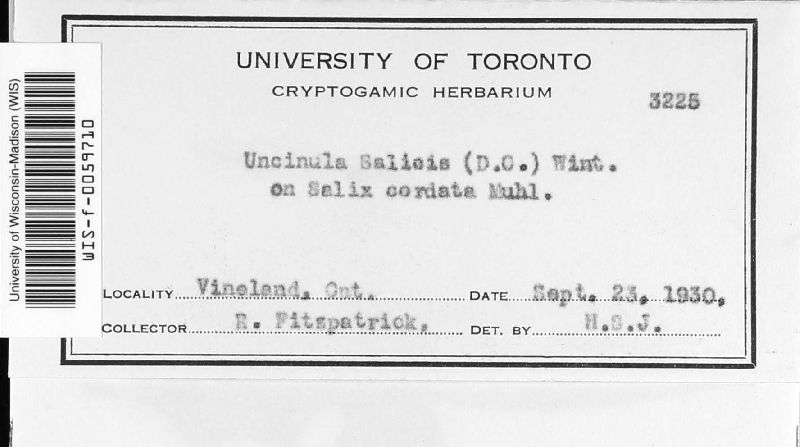 UNIVERSITY OF TORONTO
CRYPTOGAMIC HERBARIUM
3225
Uncinula Salicis (D.C.) Wint.
on Salix cordata Muhl.
LOCALITY Vineland, Ont. DATE Sept. 23, 1930,
COLLECTOR R. Fitzpatrick, DET. BY H.S.J.
University of Wisconsin-Madison (WIS)
WIS-f-0059710